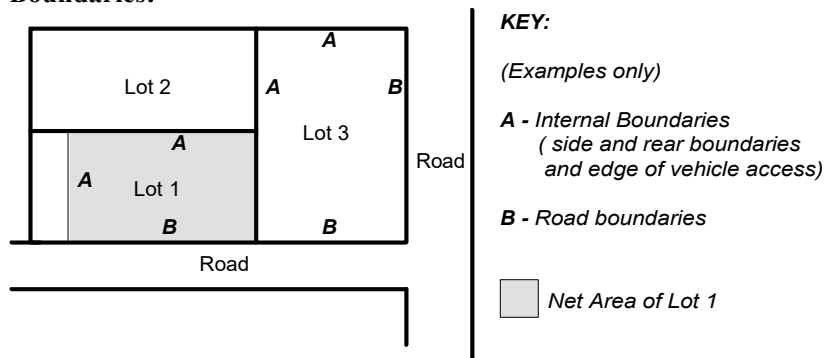 Boundaries:
A
Lot 2
A
B
Lot 3
A
A
Lot 1
B
B
Road
Road
KEY:
(Examples only)
A - Internal Boundaries
( side and rear boundaries
and edge of vehicle access)
B - Road boundaries
Net Area of Lot 1